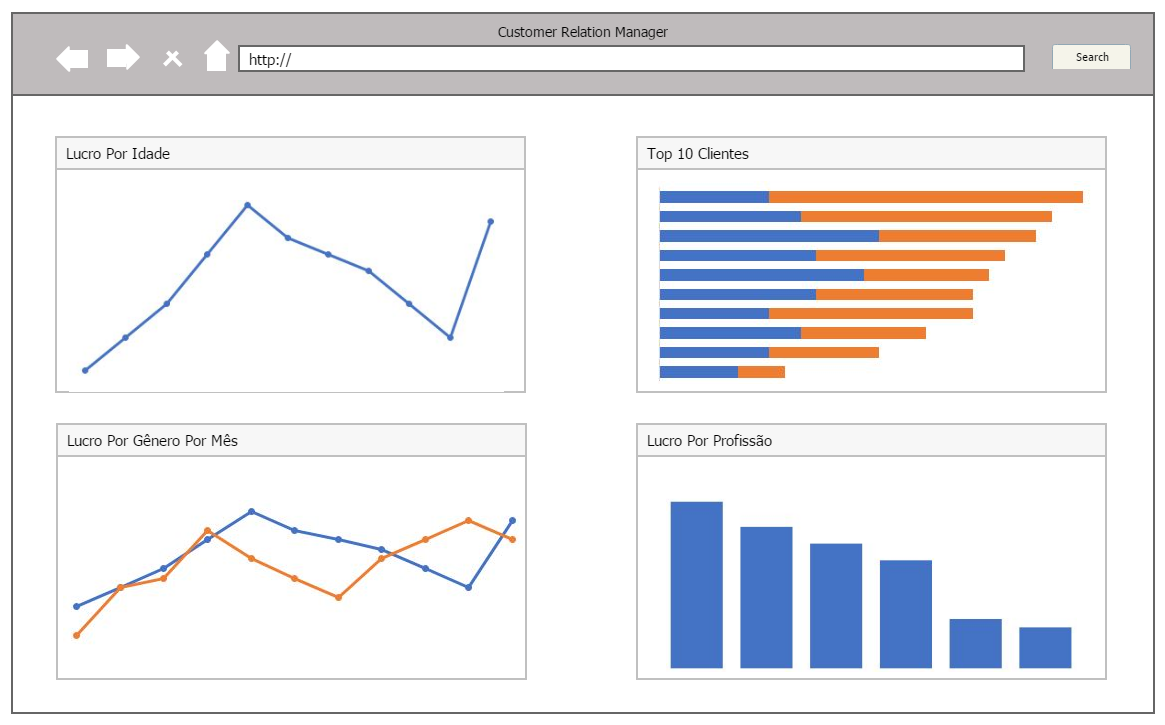 Customer Relation Manager
http://
Search
Lucro Por Idade
Top 10 Clientes
Lucro Por Gênero Por Mês
Lucro Por Profissão